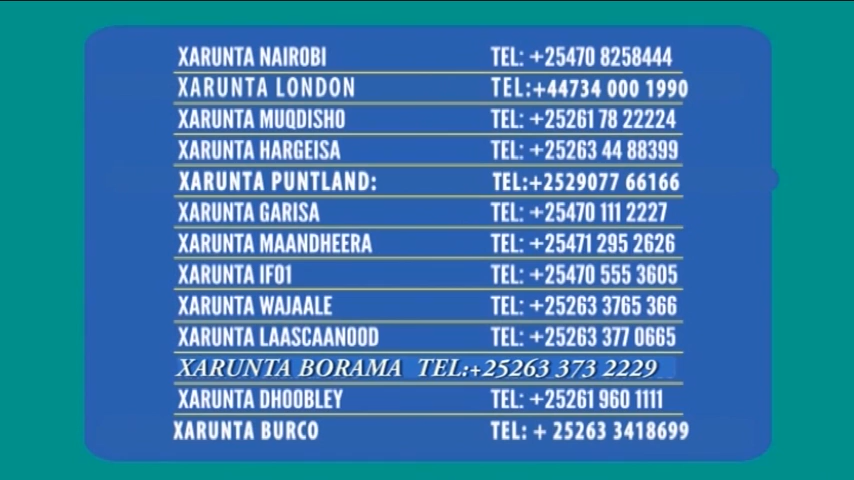 XARUNTA NAIROBI TEL: +25470 8258444
XARUNTA LONDON TEL:+44734 000 1990
XARUNTA MUQDISHO TEL: +25261 78 22224
XARUNTA HARGEISA TEL: +25263 44 88399
XARUNTA PUNTLAND: TEL:+2529077 66166
XARUNTA GARISA TEL: +25470 111 2227
XARUNTA MAANDHEERA TEL: +25471 295 2626
XARUNTA IFO1 TEL: +25470 555 3605
XARUNTA WAJAALE TEL: +25263 3765 366
XARUNTA LAASCAANOOD TEL: +25263 377 0665
XARUNTA BORAMA TEL:+25263 373 2229
XARUNTA DHOOBLEY TEL: +25261 960 1111
XARUNTA BURCO TEL: + 25263 3418699